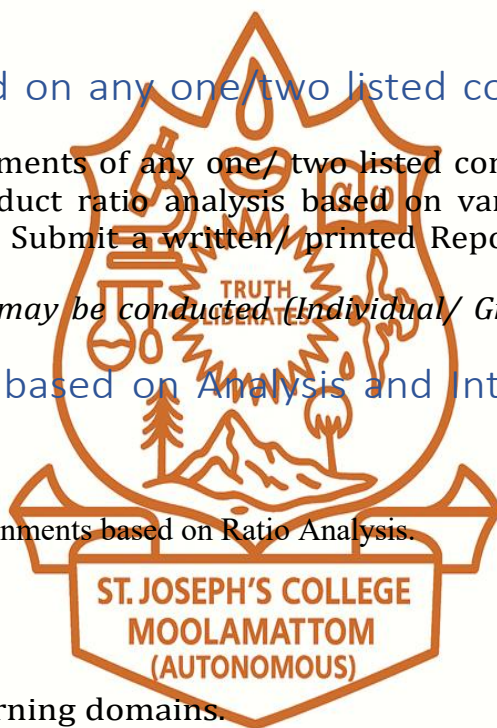 d on any one/two listed co
ments of any one/ two listed con
duct ratio analysis based on var
Submit a written/ printed Repo
TRUTH
LIBERATES
may be conducted (Individual/ Gr
based on Analysis and Int
nments based on Ratio Analysis.
ST. JOSEPH'S COLLEGE
MOOLAMATTOM
(AUTONOMOUS)
rning domains.